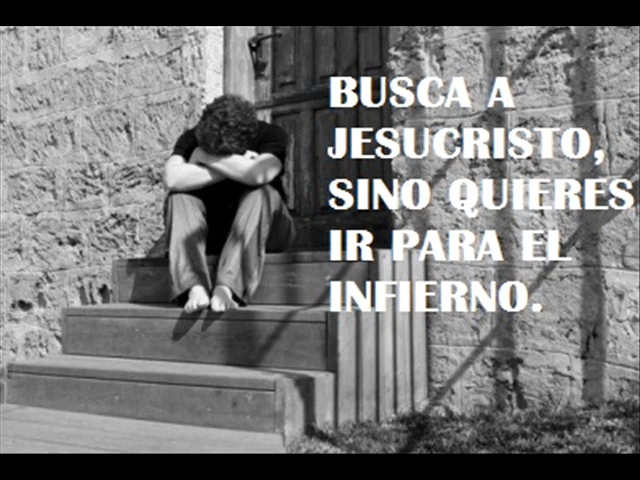 BUSCA A
JESUCRISTO,
SINO QUIERES
IR PARA EL
INFIERNO.